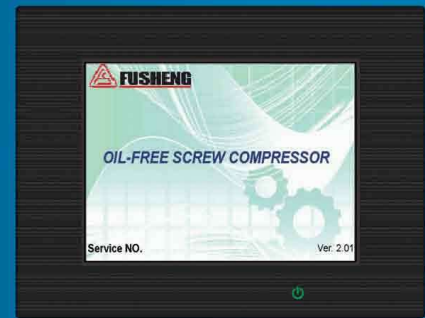 FUSHENG
OIL-FREE SCREW COMPRESSOR
Service NO.
Ver. 2.01